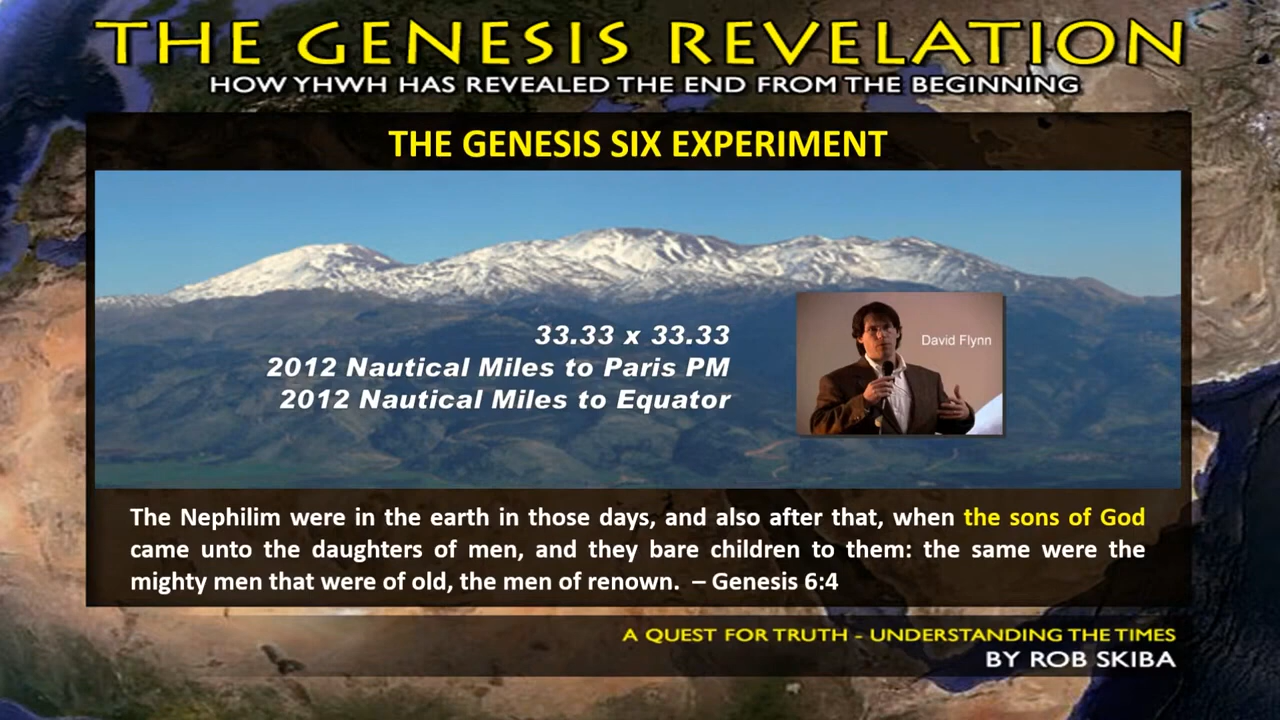 THE GENESIS REVELATION
HOW YHWH HAS REVEALED THE END FROM THE BEGINNING
THE GENESIS SIX EXPERIMENT
33.33 x 33.33
2012 Nautical Miles to Paris PM
2012 Nautical Miles to Equator
David Flynn
The Nephilim were in the earth in those days, and also after that, when the sons of God
came unto the daughters of men, and they bare children to them: the same were the
mighty men that were of old, the men of renown. – Genesis 6:4
A QUEST FOR TRUTH - UNDERSTANDING THE TIMES
BY ROB SKIBA